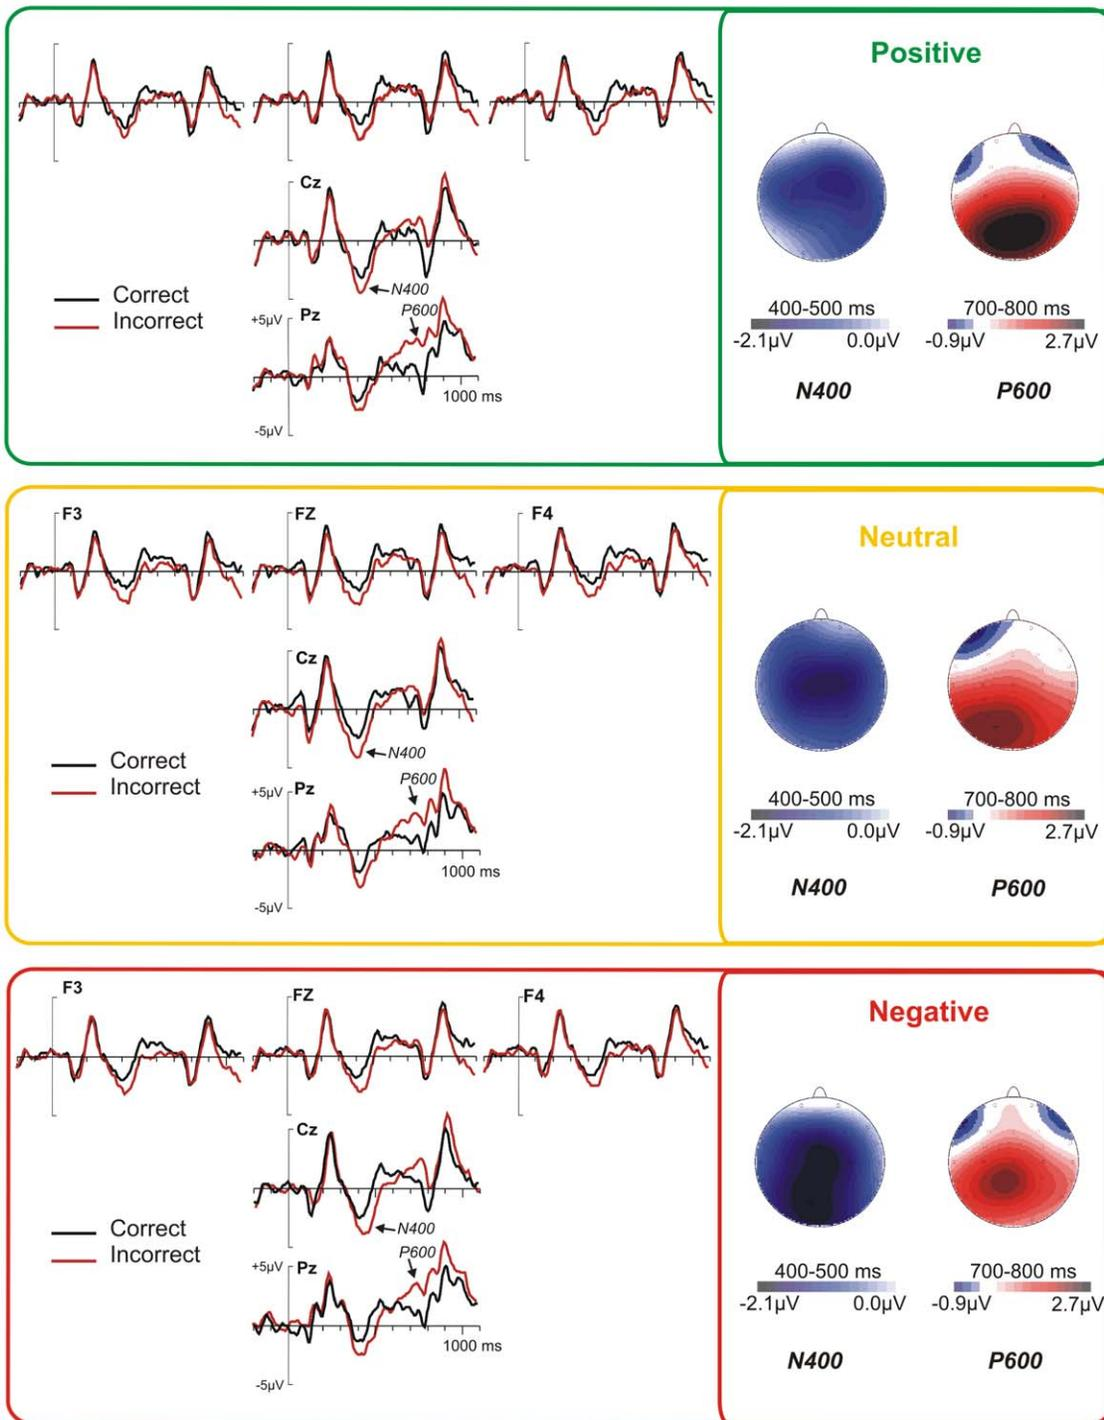 Positive
Cz
N400
Correct
Incorrect
P600
+5µV
Pz
1000 ms
-5µV
400-500 ms
700-800 ms
-2.1µV
0.0µV
-0.9µV
2.7µV
N400
P600
F3
FZ
F4
Neutral
Cz
N400
Correct
Incorrect
P600
+5µV
Pz
1000 ms
-5µV
400-500 ms
700-800 ms
-2.1µV
0.0µV
-0.9µV
2.7µV
N400
P600
F3
FZ
F4
Negative
Cz
N400
Correct
Incorrect
P600
+5µV
Pz
1000 ms
-5µV
400-500 ms
700-800 ms
-2.1µV
0.0µV
-0.9µV
2.7µV
N400
P600